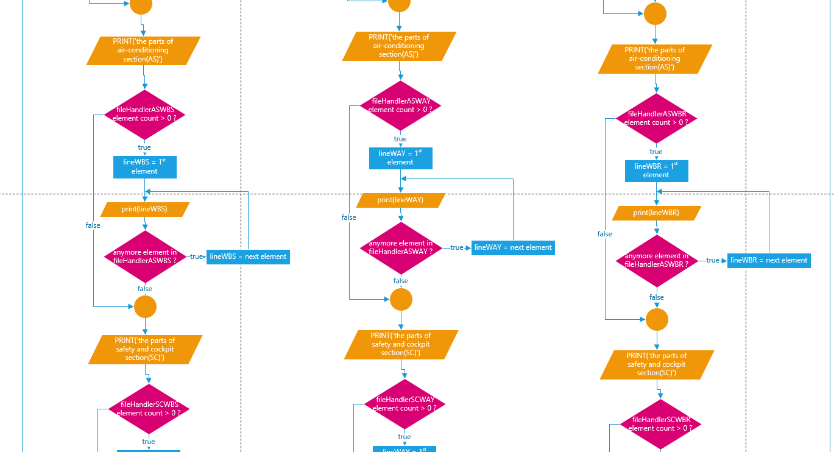 PRINT('the parts of
air-conditioning
section(AS)')
fileHandlerASWBS
element count > 0 ?
true
lineWBS = 1st
element
print(lineWBS)
false
anymore element in
fileHandlerASWBS ?
true
lineWBS = next element
false
PRINT('the parts of
safety and cockpit
section(SC)')
fileHandlerSCWBS
element count > 0 ?
true
PRINT('the parts of
air-conditioning
section(AS)')
fileHandlerASWAY
element count > 0 ?
true
lineWAY = 1st
element
print(lineWAY)
false
anymore element in
fileHandlerASWAY ?
true
lineWAY = next element
false
PRINT('the parts of
safety and cockpit
section(SC)')
fileHandlerSCWAY
element count > 0 ?
true
lineWAY = 1st
PRINT('the parts of
air-conditioning
section(AS)')
fileHandlerASWBR
element count > 0 ?
true
lineWBR = 1st
element
print(lineWBR)
false
anymore element in
fileHandlerASWBR ?
true
lineWBR = next element
false
PRINT('the parts of
safety and cockpit
section(SC)')
fileHandlerSCWBR
element count > 0 ?